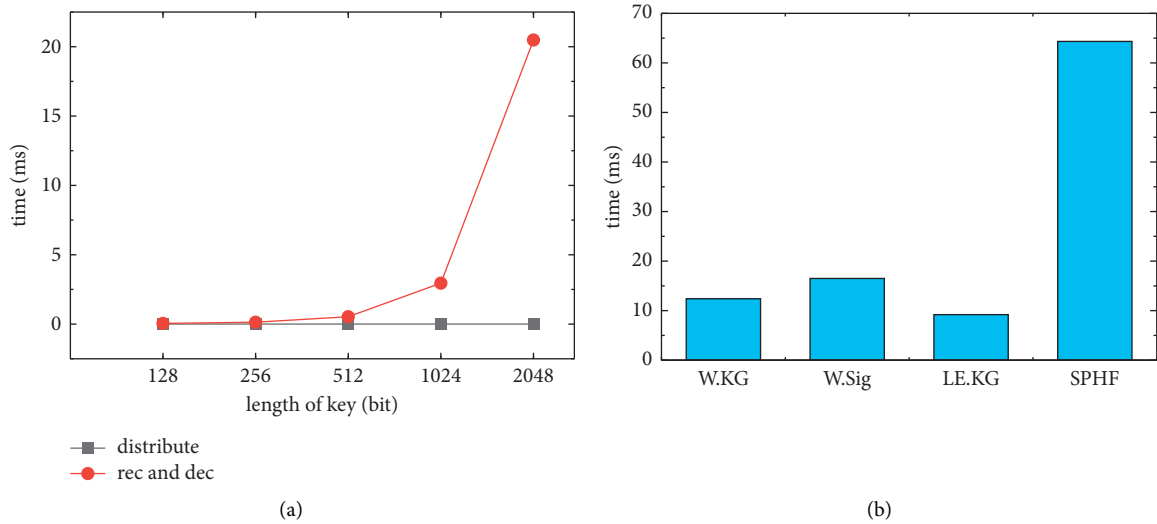 20
15
10
5
0
time (ms)
128 256 512 1024 2048
length of key (bit)
distribute
rec and dec
(a)
70
60
50
40
30
20
10
0
time (ms)
W.KG W.Sig LE.KG SPHF
(b)